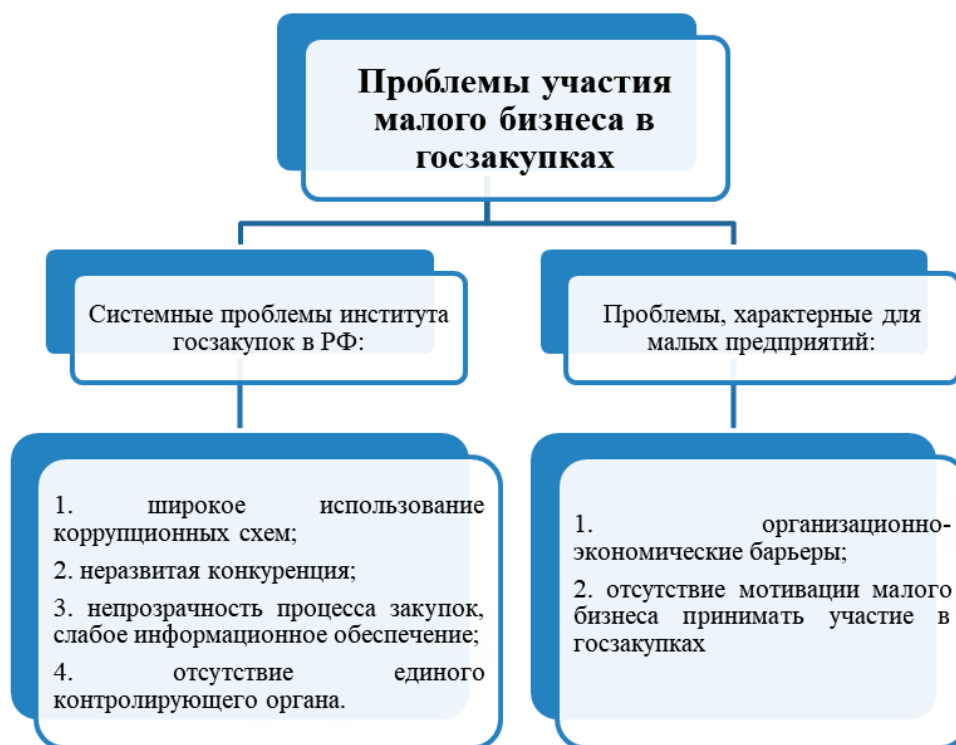 Проблемы участия
малого бизнеса в
госзакупках
Системные проблемы института
госзакупок в РФ:
1. широкое использование
коррупционных схем;
2. неразвитая конкуренция;
3. непрозрачность процесса закупок,
слабое информационное обеспечение;
4. отсутствие единого
контролирующего органа.
Проблемы, характерные для
малых предприятий:
1. организационно-
экономические барьеры;
2. отсутствие мотивации малого
бизнеса принимать участие в
госзакупках